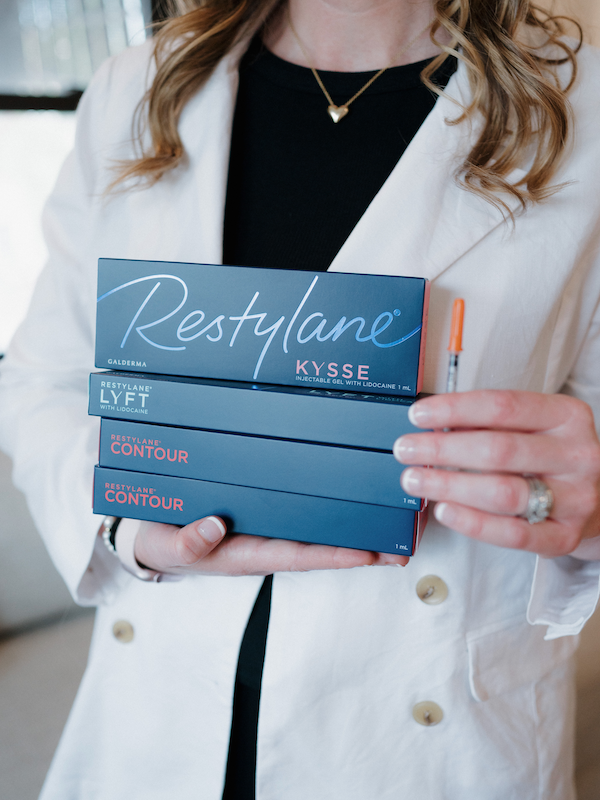 Restylane®
GALDERMA
KYSSE
INJECTABLE GEL WITH LIDOCAINE 1 mL
RESTYLANE®
LYFT
WITH LIDOCAINE
RESTYLANE®
CONTOUR
1 mL
RESTYLANE®
CONTOUR
1 mL